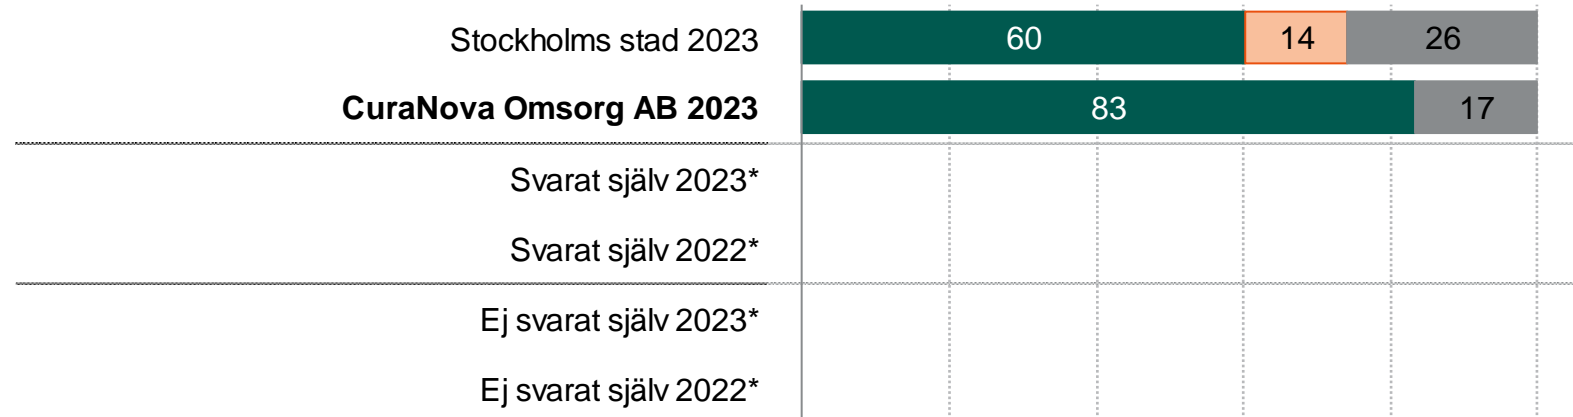 Stockholms stad 2023 60 14 26
CuraNova Omsorg AB 2023 83 17
Svarat själv 2023*
Svarat själv 2022*
Ej svarat själv 2023*
Ej svarat själv 2022*